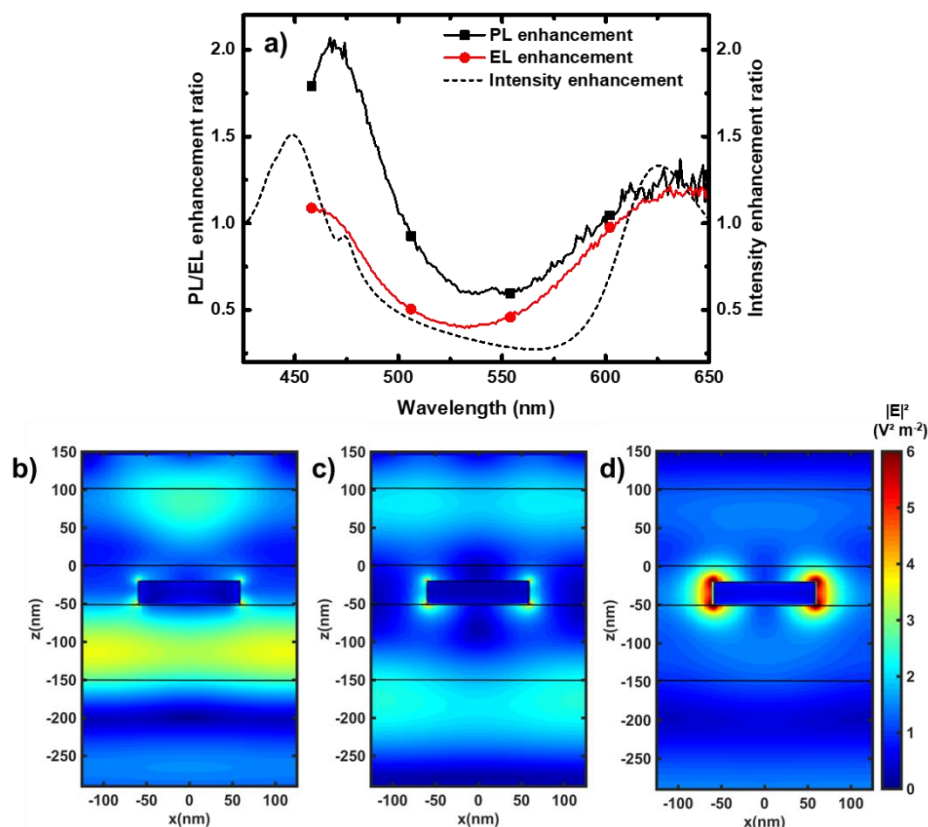 a)
PL enhancement
EL enhancement
Intensity enhancement
PL/EL enhancement ratio
2.0
1.5
1.0
0.5
2.0
1.5
1.0
0.5
Intensity enhancement ratio
450 500 550 600 650
Wavelength (nm)
|E|²
(V² m⁻²)
b)
z(nm)
150
100
50
0
-50
-100
-150
-200
-250
-100 -50 0 50 100
x(nm)
c)
z(nm)
150
100
50
0
-50
-100
-150
-200
-250
-100 -50 0 50 100
x(nm)
d)
z(nm)
150
100
50
0
-50
-100
-150
-200
-250
-100 -50 0 50 100
x(nm)
6
5
4
3
2
1
0